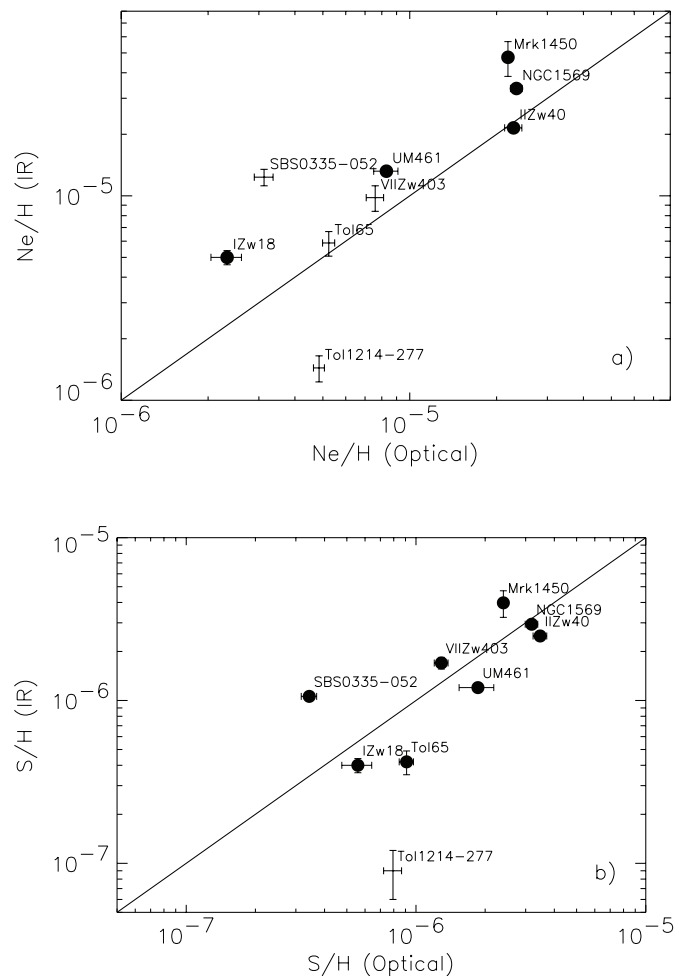 Mrk1450
NGC1569
IIZw40
SBS0335-052
UM461
VIIZw403
Tol65
IZw18
Tol1214-277
a)
10^-5
10^-6
Ne/H (IR)
10^-6
10^-5
Ne/H (Optical)
10^-5
Mrk1450
NGC1569
IIZw40
VIIZw403
SBS0335-052
UM461
10^-6
IZw18
Tol65
Tol1214-277
b)
10^-7
S/H (IR)
10^-7
10^-6
10^-5
S/H (Optical)